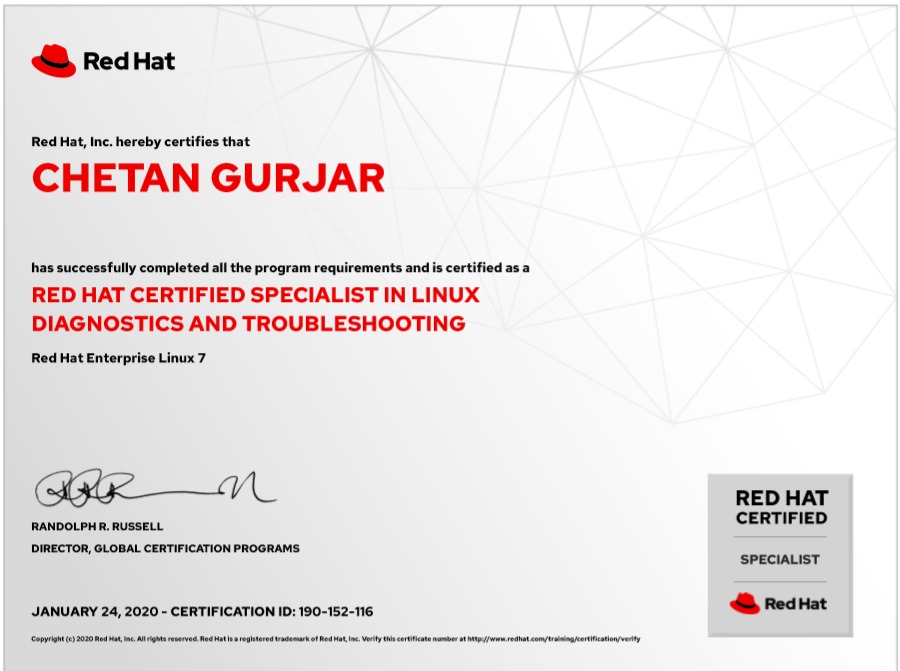 Red Hat
Red Hat, Inc. hereby certifies that
CHETAN GURJAR
has successfully completed all the program requirements and is certified as a
RED HAT CERTIFIED SPECIALIST IN LINUX
DIAGNOSTICS AND TROUBLESHOOTING
Red Hat Enterprise Linux 7
RANDOLPH R. RUSSELL
DIRECTOR, GLOBAL CERTIFICATION PROGRAMS
JANUARY 24, 2020 - CERTIFICATION ID: 190-152-116
Copyright (c) 2020 Red Hat, Inc. All rights reserved. Red Hat is a registered trademark of Red Hat, Inc. Verify this certificate number at http://www.redhat.com/training/certification/verify
RED HAT
CERTIFIED
SPECIALIST
Red Hat